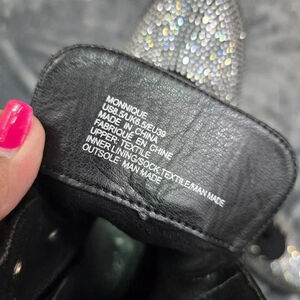 MONNIQUE
US8.5/UK6.5/EU39
MADE IN CHINA
FABRIQUÉ EN CHINE
UPPER: TEXTILE
INNER LINING/SOCK:TEXTILE/MAN MADE
OUTSOLE: MAN MADE